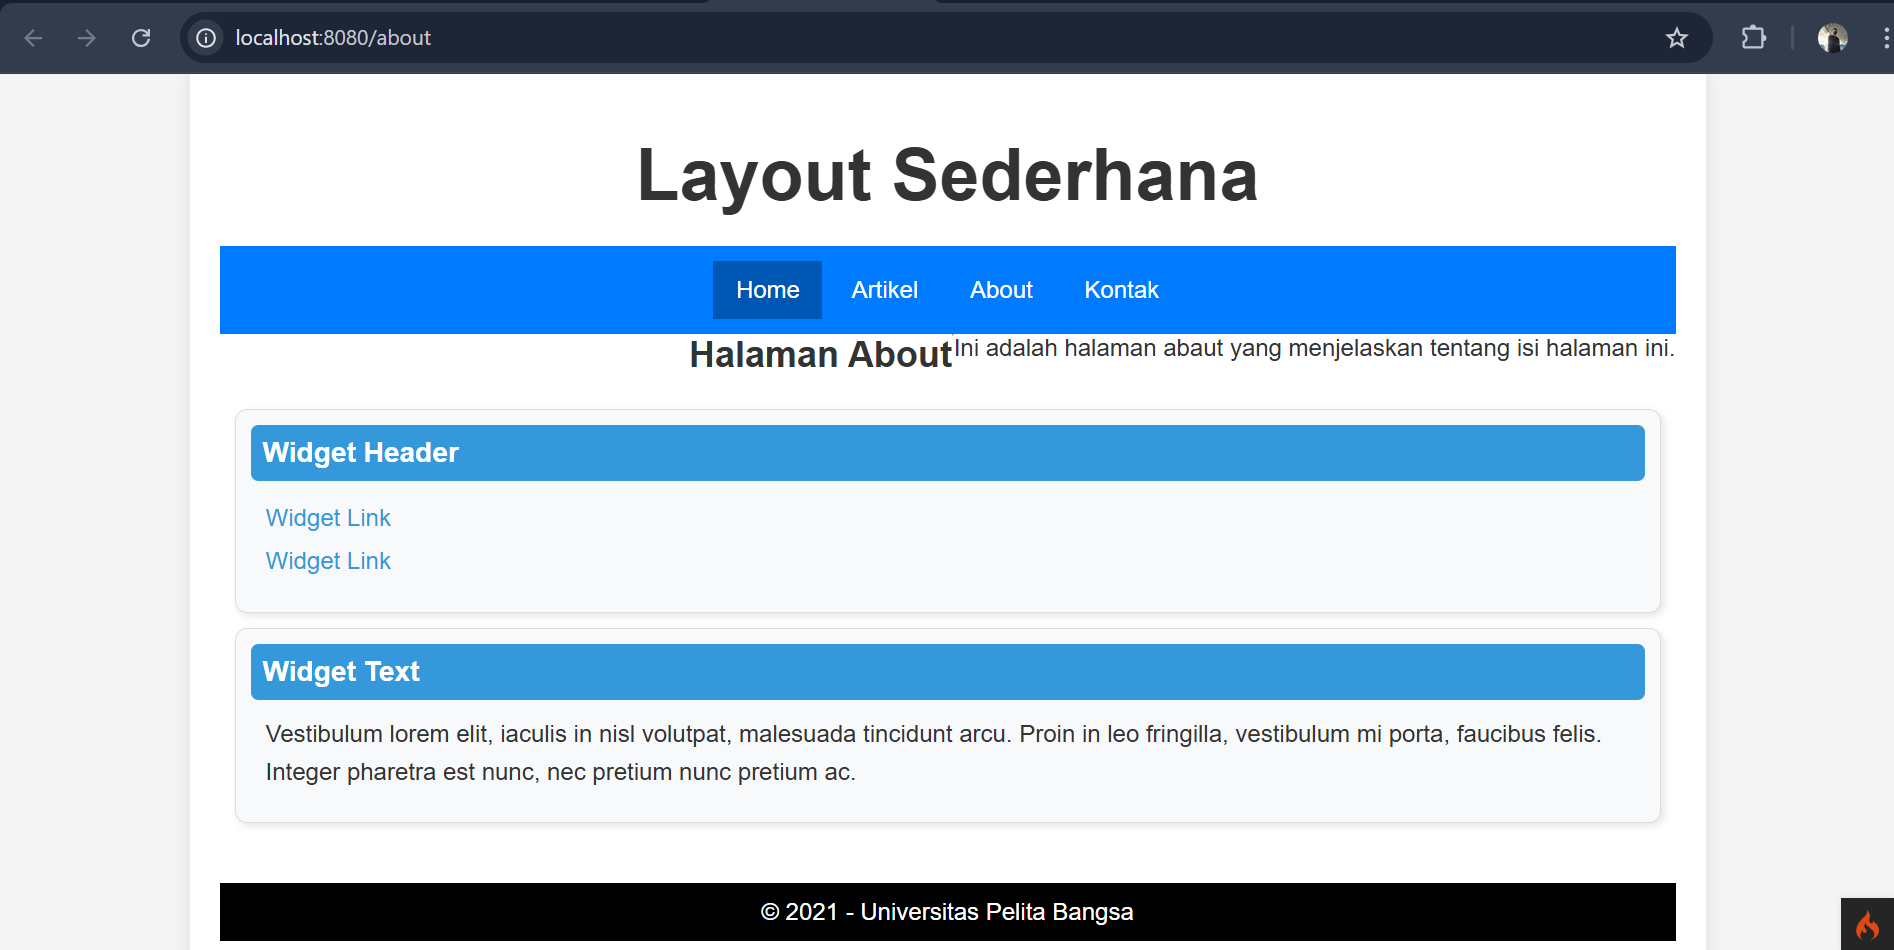 localhost:8080/about
Layout Sederhana
Home Artikel About Kontak
Halaman About Ini adalah halaman abaut yang menjelaskan tentang isi halaman ini.
Widget Header
Widget Link
Widget Link
Widget Text
Vestibulum lorem elit, iaculis in nisl volutpat, malesuada tincidunt arcu. Proin in leo fringilla, vestibulum mi porta, faucibus felis.
Integer pharetra est nunc, nec pretium nunc pretium ac.
© 2021 - Universitas Pelita Bangsa